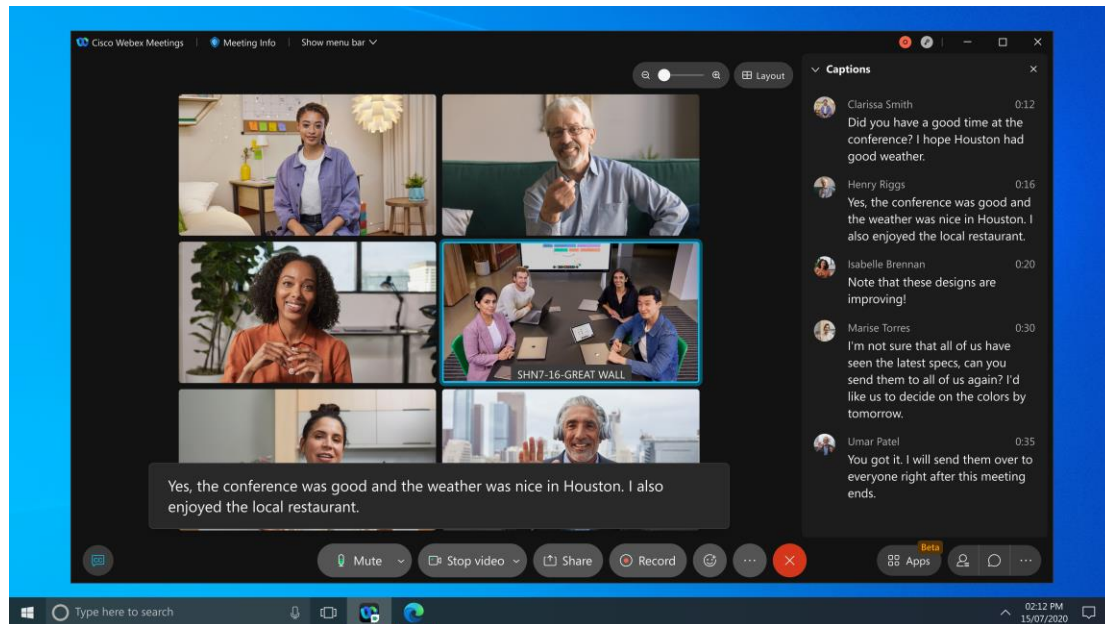 Cisco Webex Meetings
Meeting Info
Show menu bar
Layout
SHN7-16-GREAT WALL
Yes, the conference was good and the weather was nice in Houston. I also
enjoyed the local restaurant.
Captions
Clarissa Smith 0:12
Did you have a good time at the
conference? I hope Houston had
good weather.
Henry Riggs 0:16
Yes, the conference was good and
the weather was nice in Houston. I
also enjoyed the local restaurant.
Isabelle Brennan 0:20
Note that these designs are
improving!
Marise Torres 0:30
I'm not sure that all of us have
seen the latest specs, can you
send them to all of us again? I'd
like us to decide on the colors by
tomorrow.
Umar Patel 0:35
You got it. I will send them over to
everyone right after this meeting
ends.
Mute
Stop video
Share
Record
Beta
Apps
Type here to search
02:12 PM
15/07/2020